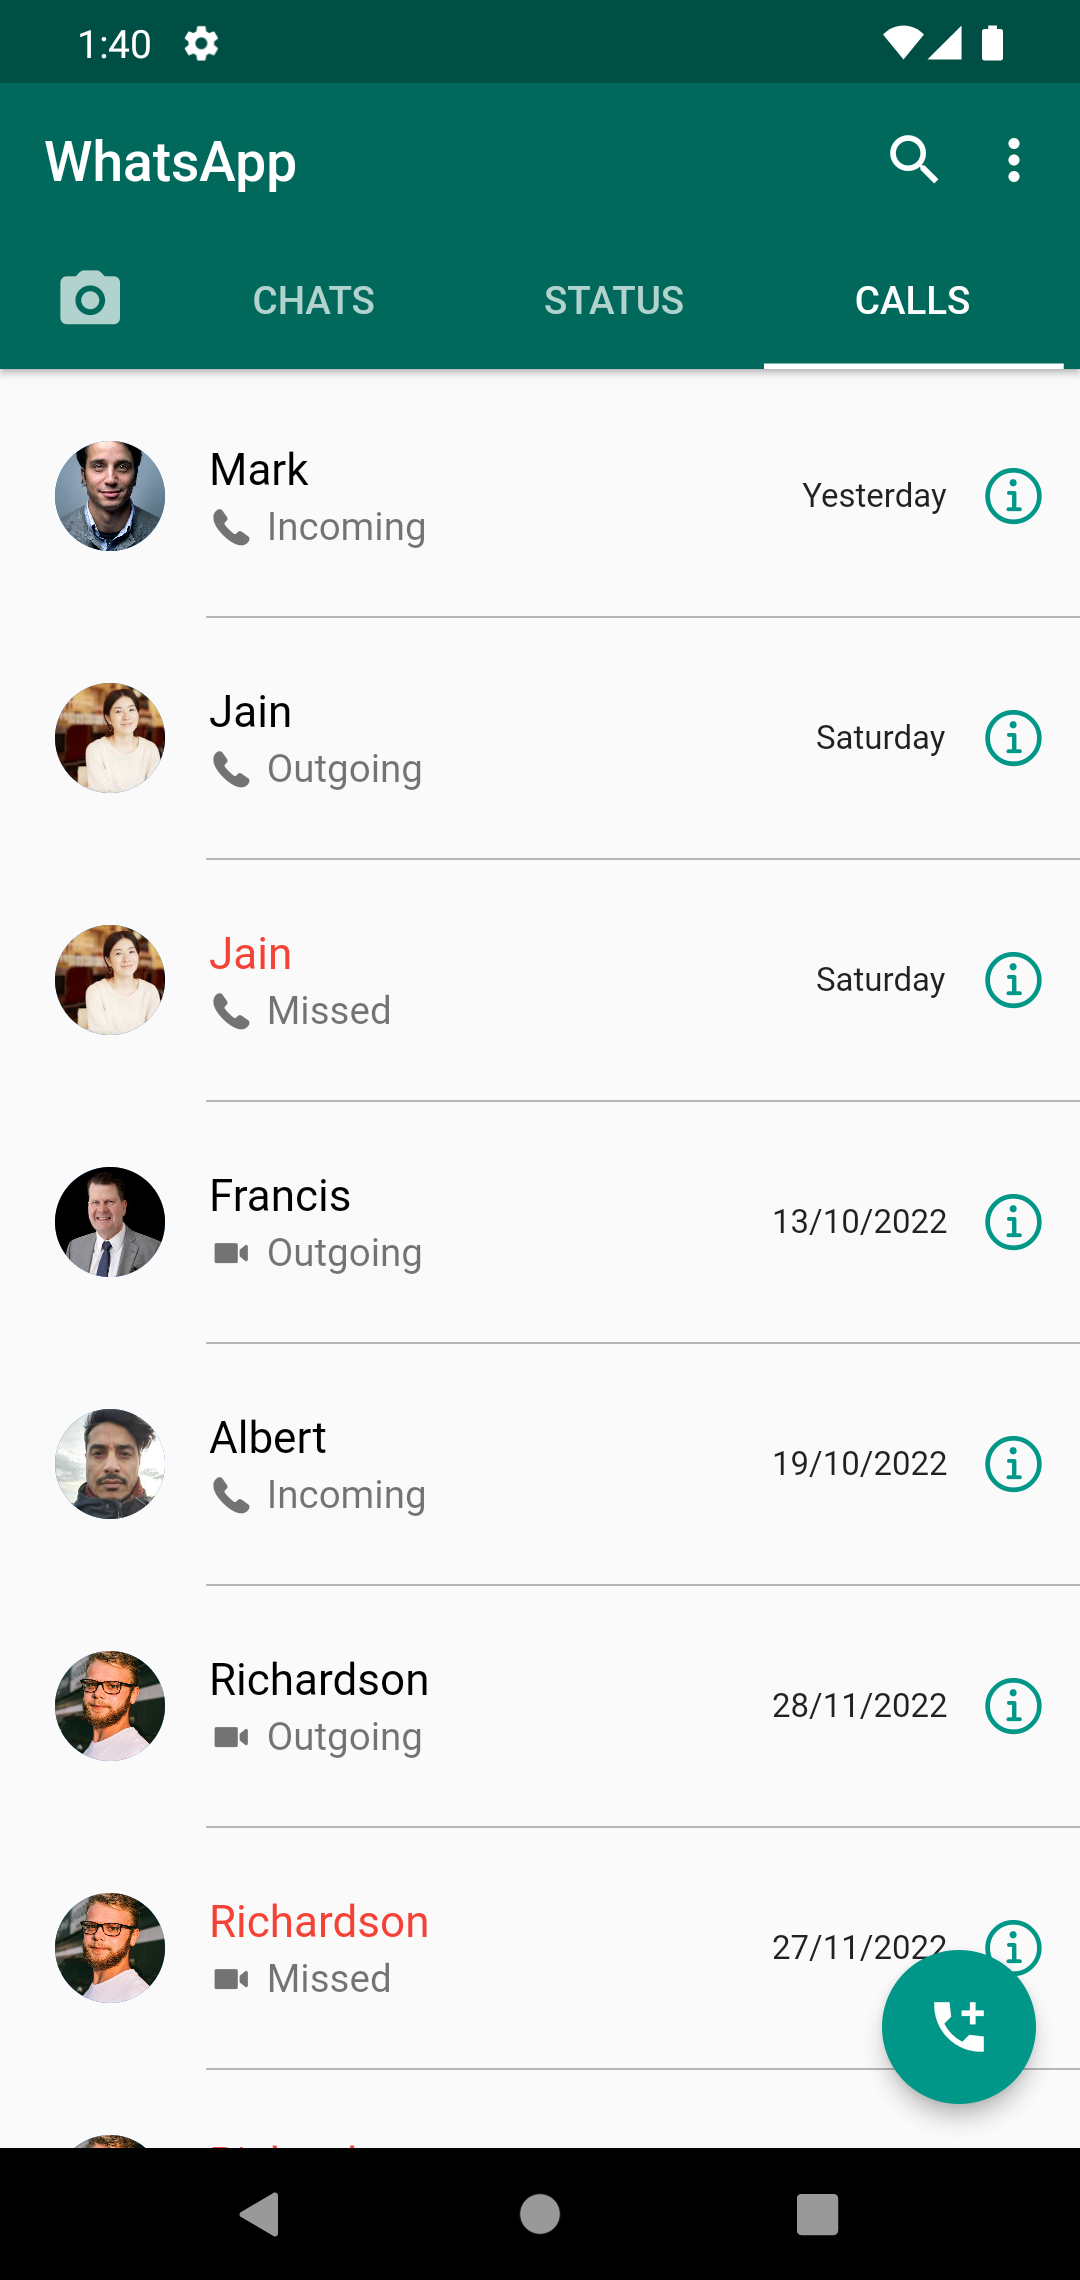 1:40
WhatsApp
CHATS STATUS CALLS
Mark
Incoming
Yesterday
Jain
Outgoing
Saturday
Jain
Missed
Saturday
Francis
Outgoing
13/10/2022
Albert
Incoming
19/10/2022
Richardson
Outgoing
28/11/2022
Richardson
Missed
27/11/2022